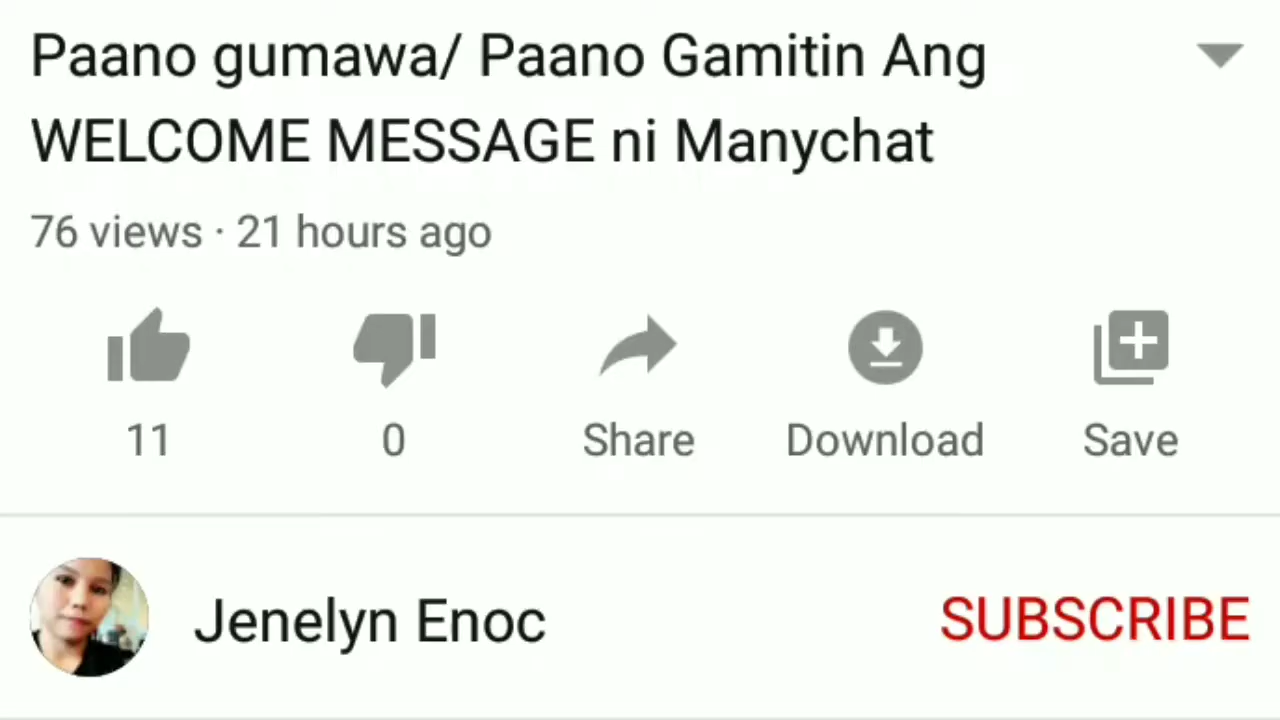 Paano gumawa/ Paano Gamitin Ang
WELCOME MESSAGE ni Manychat
76 views · 21 hours ago
11 0 Share Download Save
Jenelyn Enoc SUBSCRIBE